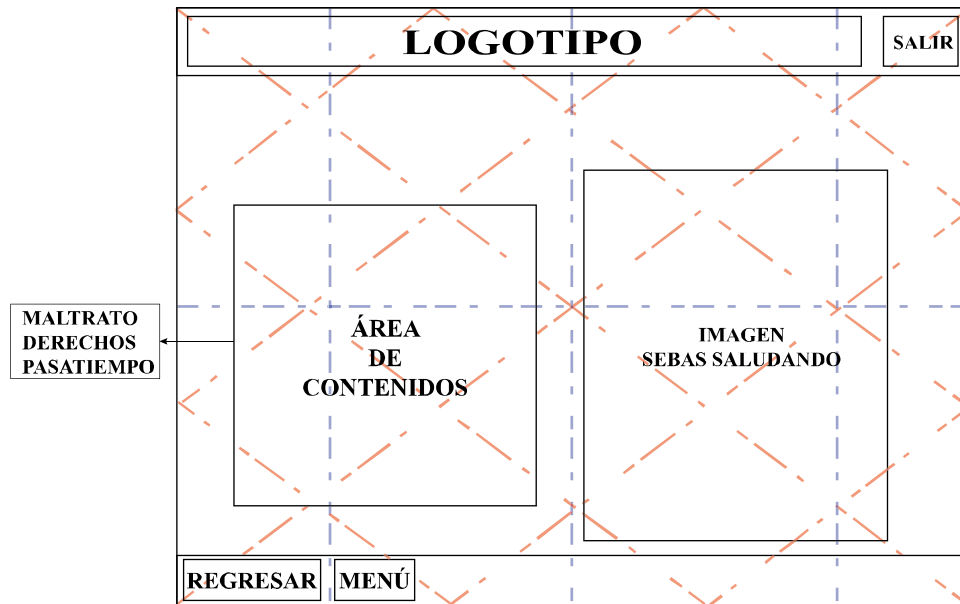 LOGOTIPO
SALIR
MALTRATO
DERECHOS
PASATIEMPO
ÁREA
DE
CONTENIDOS
IMAGEN
SEBAS SALUDANDO
REGRESAR
MENÚ